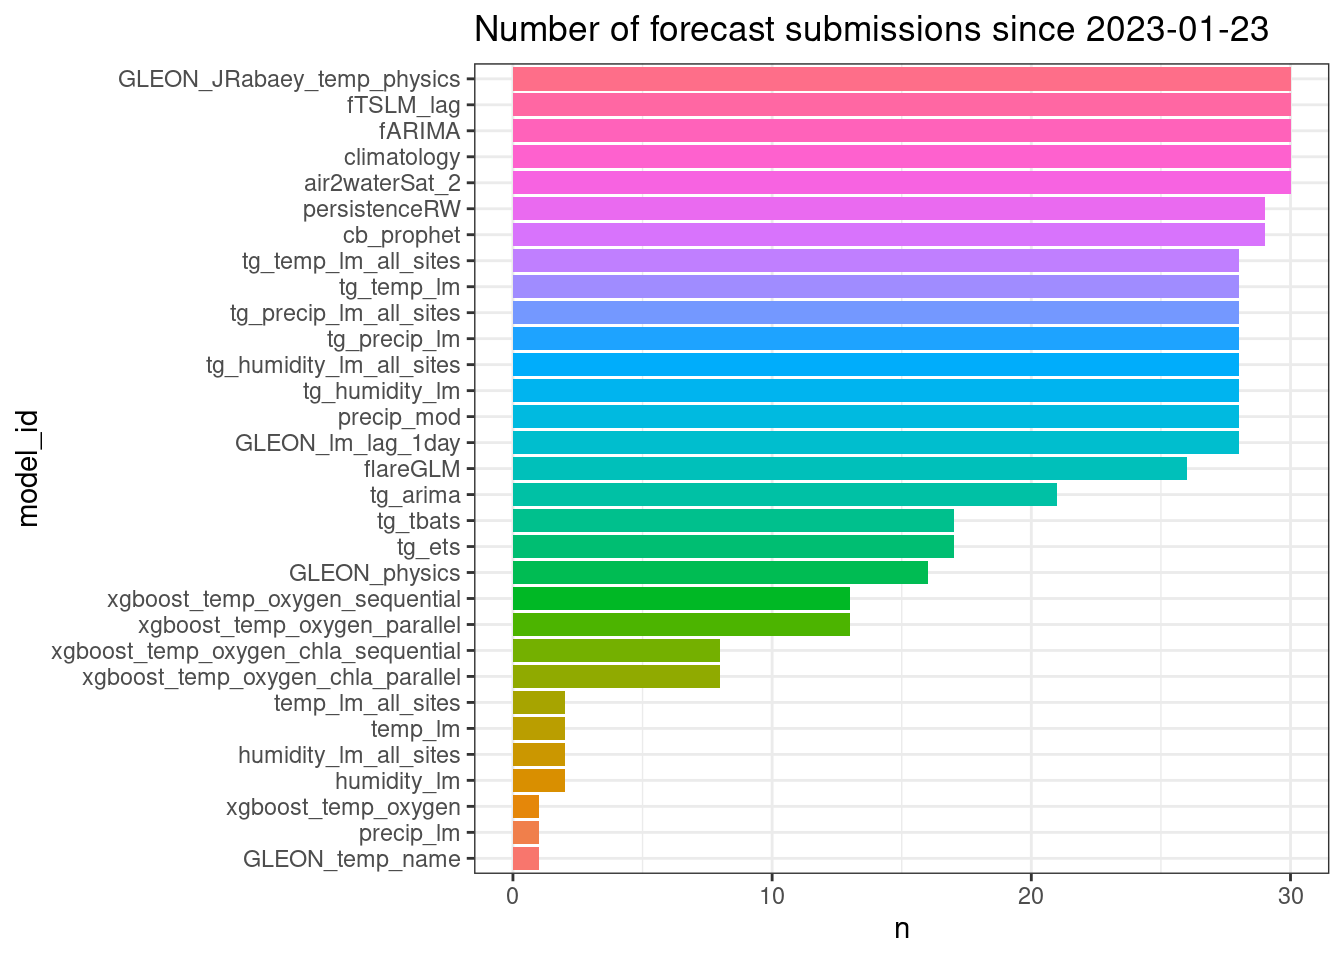 Number of forecast submissions since 2023-01-23
GLEON_JRabaey_temp_physics
fTSLM_lag
fARIMA
climatology
air2waterSat_2
persistenceRW
cb_prophet
tg_temp_lm_all_sites
tg_temp_lm
tg_precip_lm_all_sites
tg_precip_lm
tg_humidity_lm_all_sites
tg_humidity_lm
precip_mod
GLEON_lm_lag_1day
flareGLM
tg_arima
tg_tbats
tg_ets
GLEON_physics
xgboost_temp_oxygen_sequential
xgboost_temp_oxygen_parallel
xgboost_temp_oxygen_chla_sequential
xgboost_temp_oxygen_chla_parallel
temp_lm_all_sites
temp_lm
humidity_lm_all_sites
humidity_lm
xgboost_temp_oxygen
precip_lm
GLEON_temp_name
model_id
0 10 20 30
n